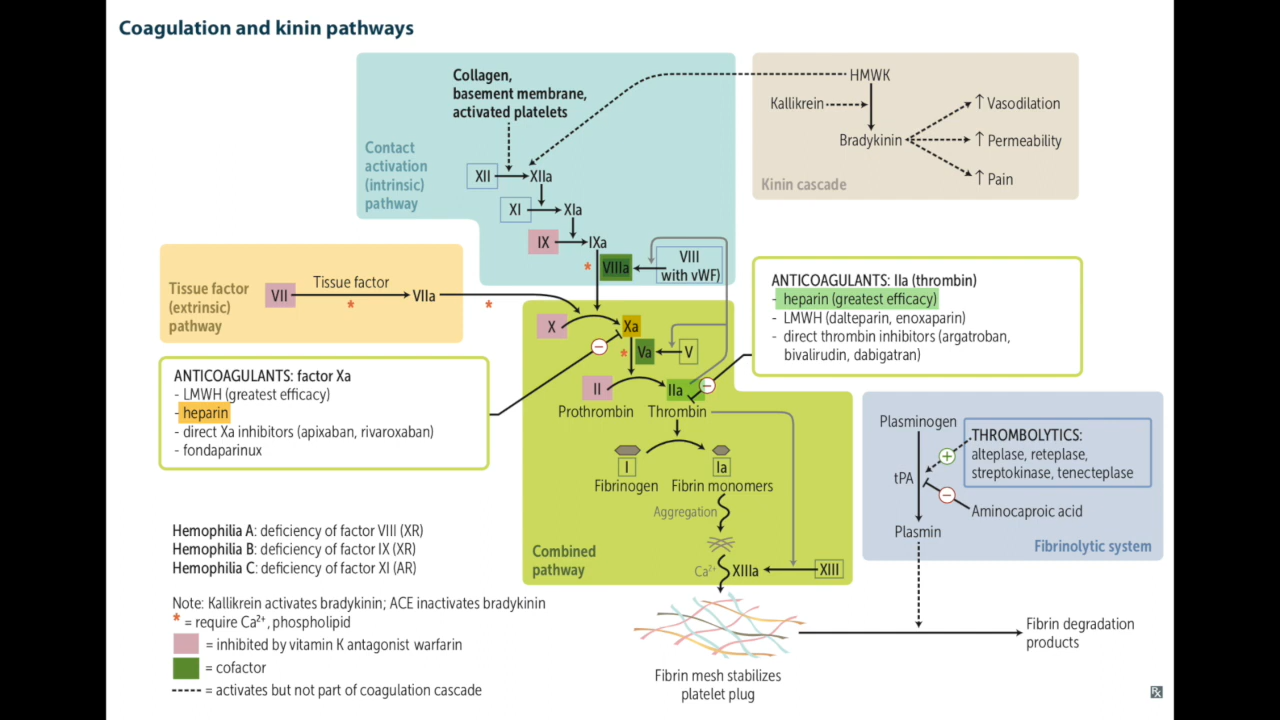 Coagulation and kinin pathways
Collagen,
basement membrane,
activated platelets
Contact
activation
(intrinsic)
pathway
XII
XIIa
XI
XIa
IX
IXa
*
VIIIa
VIII
with vWF)
HMWK
Kallikrein
Bradykinin
↑ Vasodilation
↑ Permeability
↑ Pain
Kinin cascade
Tissue factor
(extrinsic)
pathway
VII
Tissue factor
*
VIIa
*
X
Xa
−
*
Va
V
II
IIa
−
Prothrombin
Thrombin
I
Ia
Fibrinogen
Fibrin monomers
Aggregation
Combined
pathway
Ca²⁺
XIIIa
XIII
ANTICOAGULANTS: IIa (thrombin)
- heparin (greatest efficacy)
- LMWH (dalteparin, enoxaparin)
- direct thrombin inhibitors (argatroban,
bivalirudin, dabigatran)
ANTICOAGULANTS: factor Xa
- LMWH (greatest efficacy)
- heparin
- direct Xa inhibitors (apixaban, rivaroxaban)
- fondaparinux
Plasminogen
THROMBOLYTICS:
alteplase, reteplase,
streptokinase, tenecteplase
+
tPA
−
Aminocaproic acid
Plasmin
Fibrinolytic system
Hemophilia A: deficiency of factor VIII (XR)
Hemophilia B: deficiency of factor IX (XR)
Hemophilia C: deficiency of factor XI (AR)
Note: Kallikrein activates bradykinin; ACE inactivates bradykinin
* = require Ca²⁺, phospholipid
= inhibited by vitamin K antagonist warfarin
= cofactor
= activates but not part of coagulation cascade
Fibrin mesh stabilizes
platelet plug
Fibrin degradation
products
℞